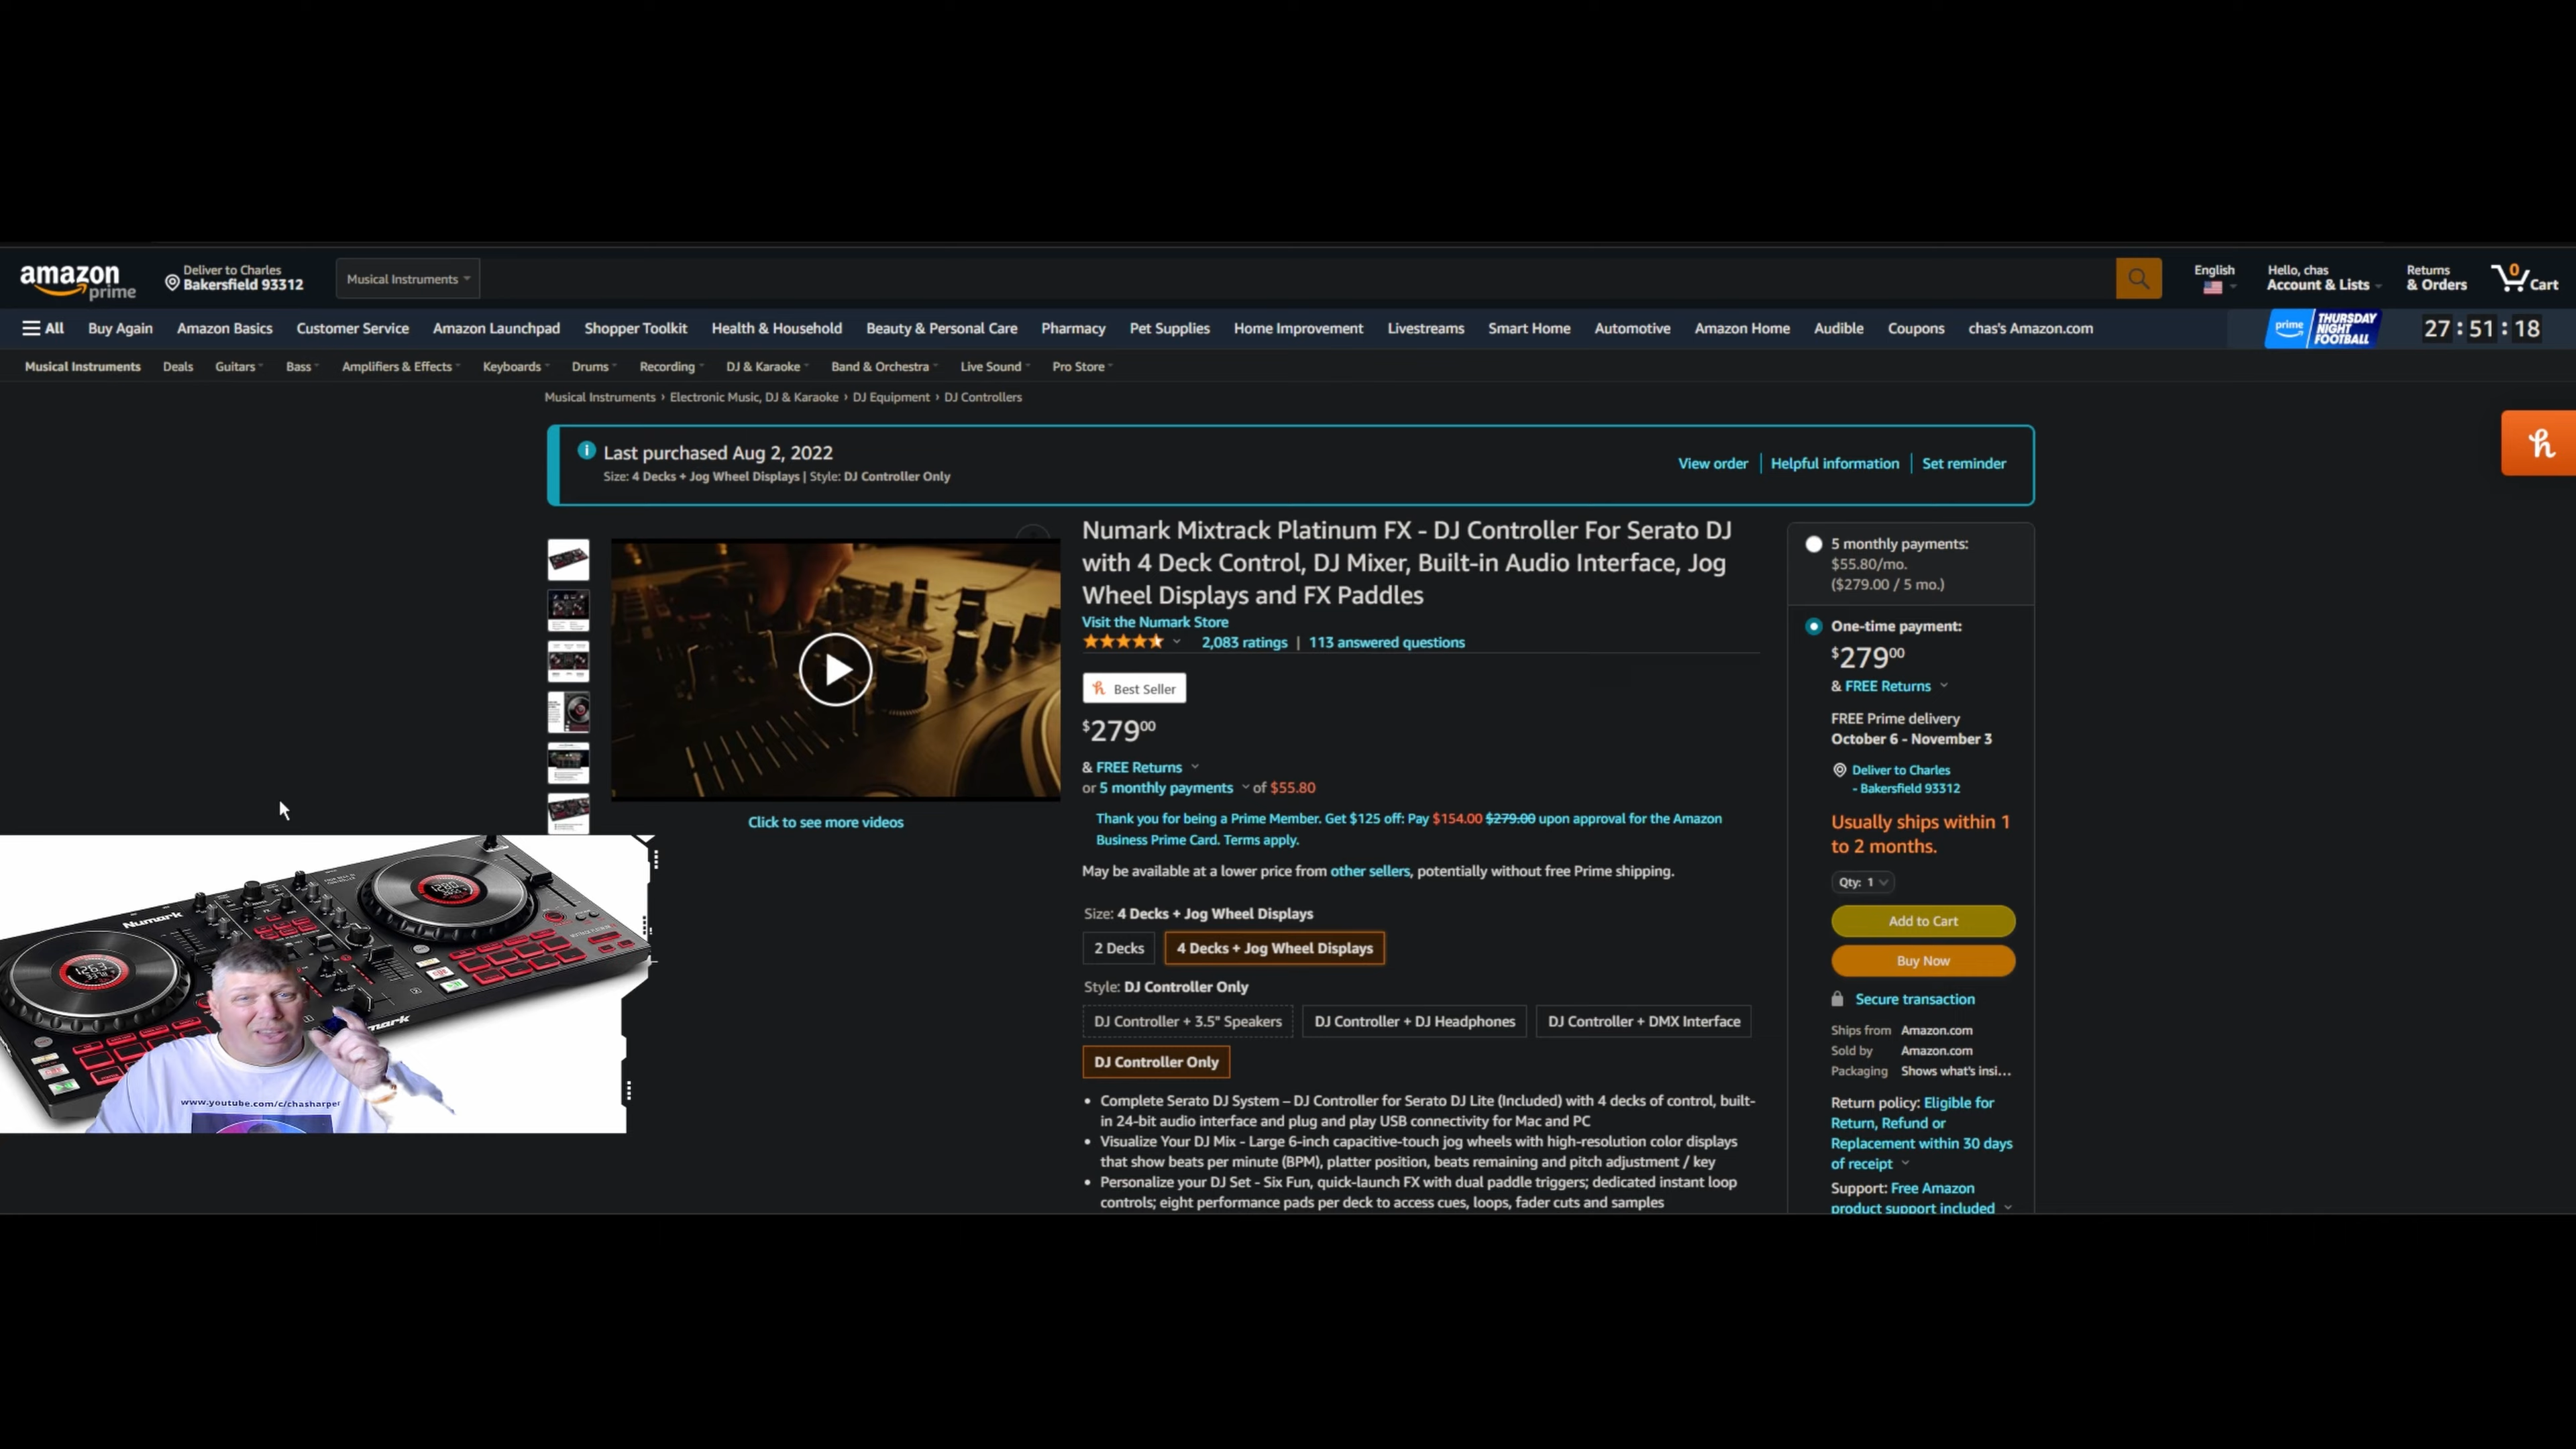 amazon
prime
Deliver to Charles
Bakersfield 93312
Musical Instruments
English
Hello, chas
Account & Lists
Returns
& Orders
0
Cart
All Buy Again Amazon Basics Customer Service Amazon Launchpad Shopper Toolkit Health & Household Beauty & Personal Care Pharmacy Pet Supplies Home Improvement Livestreams Smart Home Automotive Amazon Home Audible Coupons chas's Amazon.com
prime
THURSDAY
NIGHT
FOOTBALL
27 : 51 : 18
Musical Instruments Deals Guitars Bass Amplifiers & Effects Keyboards Drums Recording DJ & Karaoke Band & Orchestra Live Sound Pro Store
Musical Instruments › Electronic Music, DJ & Karaoke › DJ Equipment › DJ Controllers
Last purchased Aug 2, 2022
Size: 4 Decks + Jog Wheel Displays | Style: DJ Controller Only
View order | Helpful information | Set reminder
Click to see more videos
Numark Mixtrack Platinum FX - DJ Controller For Serato DJ
with 4 Deck Control, DJ Mixer, Built-in Audio Interface, Jog
Wheel Displays and FX Paddles
Visit the Numark Store
2,083 ratings | 113 answered questions
Best Seller
$279 00
& FREE Returns
or 5 monthly payments of $55.80
Thank you for being a Prime Member. Get $125 off: Pay $154.00 $279.00 upon approval for the Amazon
Business Prime Card. Terms apply.
May be available at a lower price from other sellers, potentially without free Prime shipping.
Size: 4 Decks + Jog Wheel Displays
2 Decks
4 Decks + Jog Wheel Displays
Style: DJ Controller Only
DJ Controller + 3.5" Speakers
DJ Controller + DJ Headphones
DJ Controller + DMX Interface
DJ Controller Only
• Complete Serato DJ System – DJ Controller for Serato DJ Lite (Included) with 4 decks of control, built-
in 24-bit audio interface and plug and play USB connectivity for Mac and PC
• Visualize Your DJ Mix - Large 6-inch capacitive-touch jog wheels with high-resolution color displays
that show beats per minute (BPM), platter position, beats remaining and pitch adjustment / key
• Personalize your DJ Set - Six Fun, quick-launch FX with dual paddle triggers; dedicated instant loop
controls; eight performance pads per deck to access cues, loops, fader cuts and samples
5 monthly payments:
$55.80/mo.
($279.00 / 5 mo.)
One-time payment:
$279 00
& FREE Returns
FREE Prime delivery
October 6 - November 3
Deliver to Charles
- Bakersfield 93312
Usually ships within 1
to 2 months.
Qty: 1
Add to Cart
Buy Now
Secure transaction
Ships from Amazon.com
Sold by Amazon.com
Packaging Shows what's insi...
Return policy: Eligible for
Return, Refund or
Replacement within 30 days
of receipt
Support: Free Amazon
product support included
Numark
www.youtube.com/c/chasharper